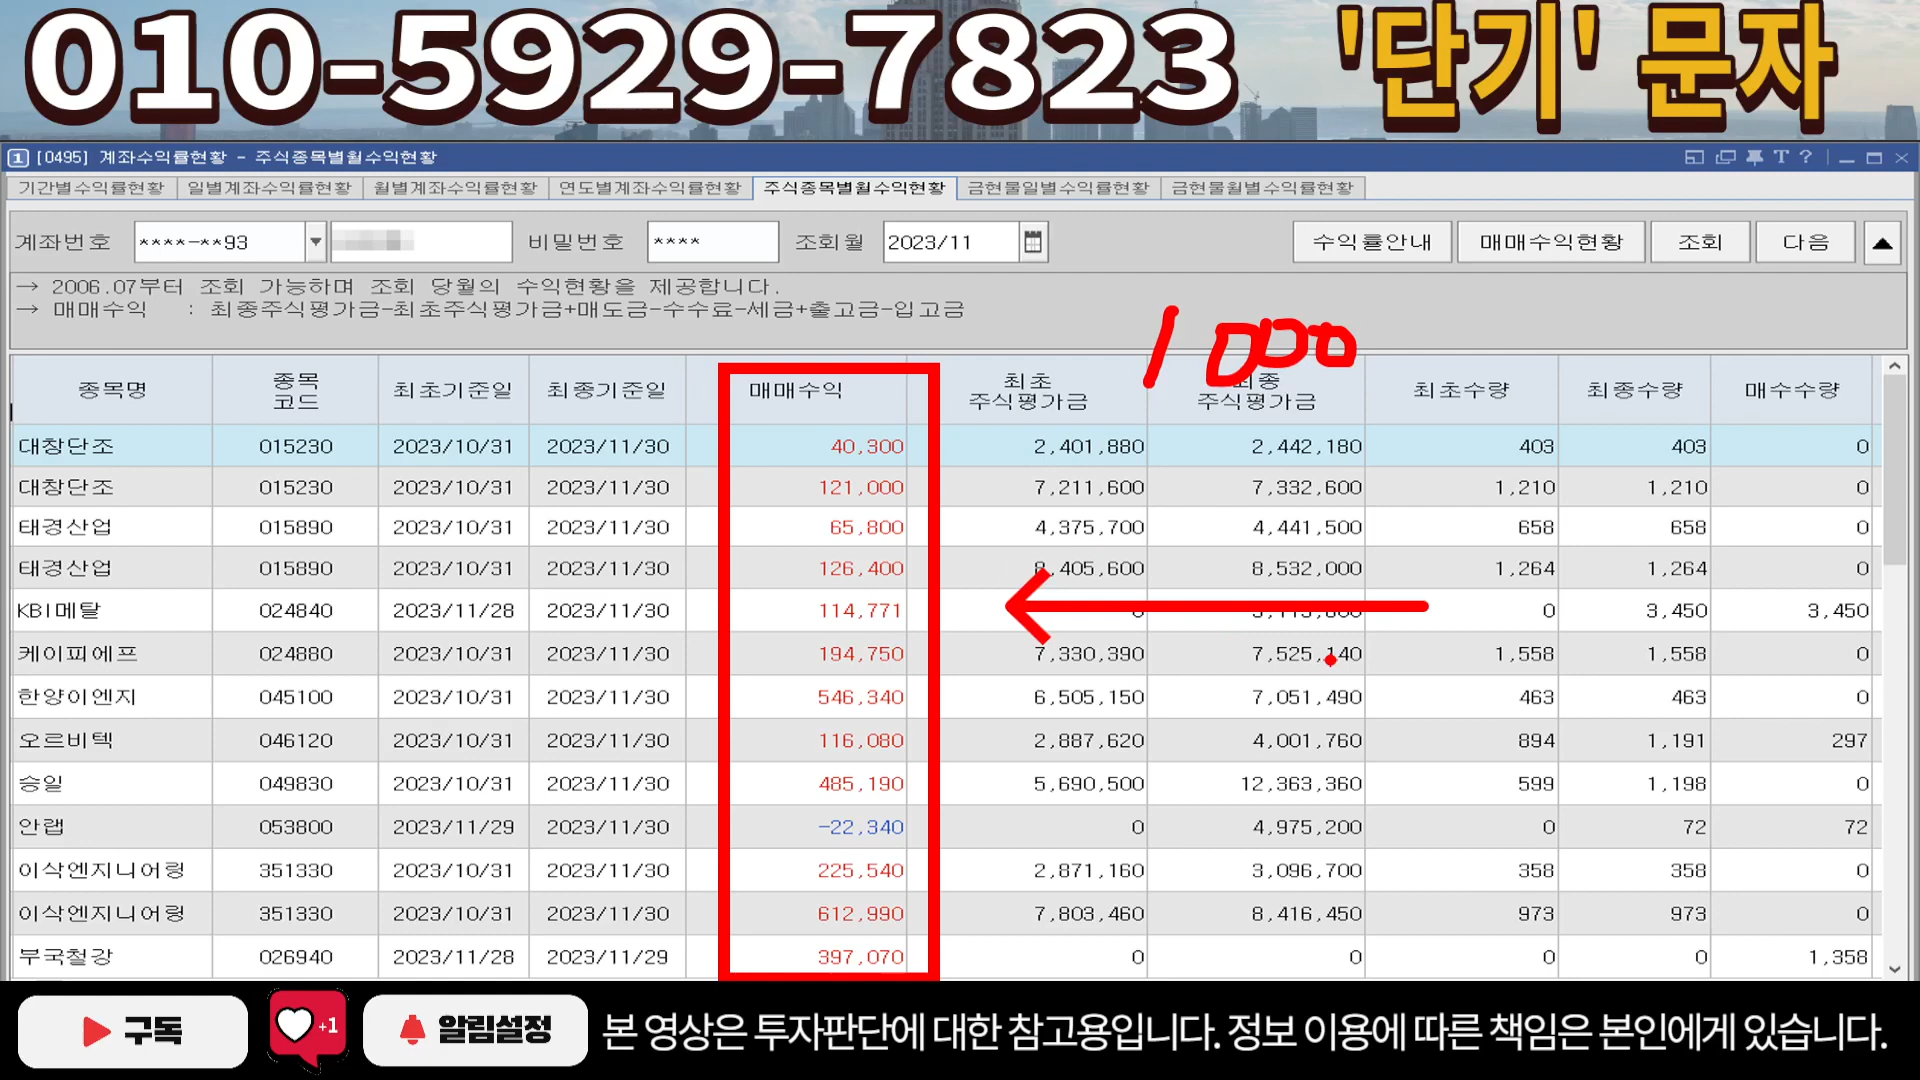 010-5929-7823 '단기' 문자
1 [0495] 계좌수익률현황 - 주식종목별월수익현황
기간별수익률현황 일별계좌수익률현황 월별계좌수익률현황 연도별계좌수익률현황 주식종목별월수익현황 금현물일별수익률현황 금현물월별수익률현황
계좌번호 ****-**93 비밀번호 **** 조회월 2023/11 수익률안내 매매수익현황 조회 다음
→ 2006.07부터 조회 가능하며 조회 당월의 수익현황을 제공합니다.
→ 매매수익 : 최종주식평가금-최초주식평가금+매도금-수수료-세금+출고금-입고금
1000
종목명 종목코드 최초기준일 최종기준일 매매수익 최초주식평가금 최종주식평가금 최초수량 최종수량 매수수량
대창단조 015230 2023/10/31 2023/11/30 40,300 2,401,880 2,442,180 403 403 0
대창단조 015230 2023/10/31 2023/11/30 121,000 7,211,600 7,332,600 1,210 1,210 0
태경산업 015890 2023/10/31 2023/11/30 65,800 4,375,700 4,441,500 658 658 0
태경산업 015890 2023/10/31 2023/11/30 126,400 8,405,600 8,532,000 1,264 1,264 0
KBI메탈 024840 2023/11/28 2023/11/30 114,771 0 0 3,450 3,450
케이피에프 024880 2023/10/31 2023/11/30 194,750 7,330,390 7,525,140 1,558 1,558 0
한양이엔지 045100 2023/10/31 2023/11/30 546,340 6,505,150 7,051,490 463 463 0
오르비텍 046120 2023/10/31 2023/11/30 116,080 2,887,620 4,001,760 894 1,191 297
승일 049830 2023/10/31 2023/11/30 485,190 5,690,500 12,363,360 599 1,198 0
안랩 053800 2023/11/29 2023/11/30 -22,340 0 4,975,200 0 72 72
이삭엔지니어링 351330 2023/10/31 2023/11/30 225,540 2,871,160 3,096,700 358 358 0
이삭엔지니어링 351330 2023/10/31 2023/11/30 612,990 7,803,460 8,416,450 973 973 0
부국철강 026940 2023/11/28 2023/11/29 397,070 0 0 0 0 1,358
구독 +1 알림설정 본 영상은 투자판단에 대한 참고용입니다. 정보 이용에 따른 책임은 본인에게 있습니다.